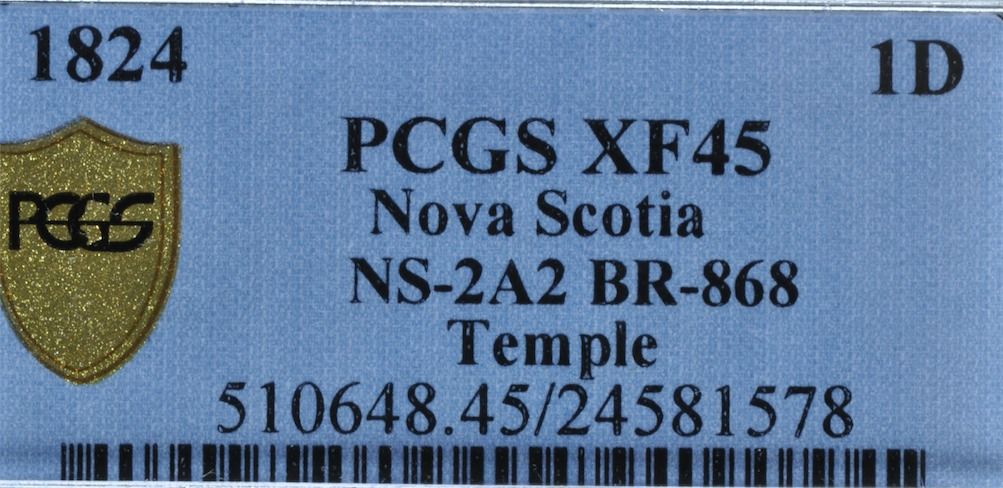 1824 1D
PCGS XF45
PCGS
Nova Scotia
NS-2A2 BR-868
Temple
510648.45/24581578